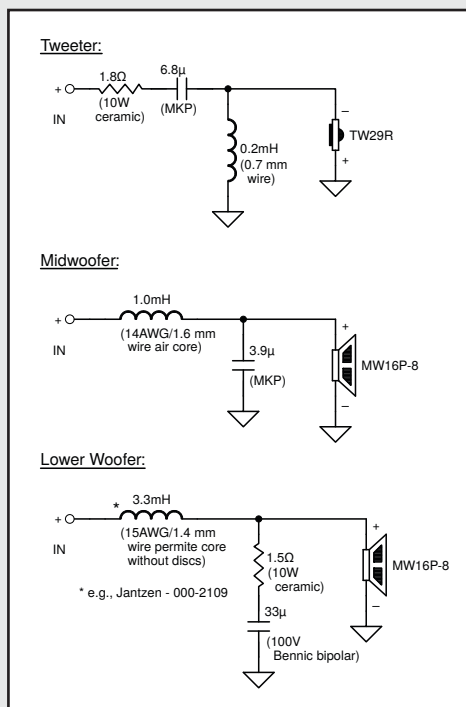 Tweeter:
+
IN
1.8Ω
(10W
ceramic)
6.8µ
(MKP)
0.2mH
(0.7 mm
wire)
–
TW29R
+
Midwoofer:
+
IN
1.0mH
(14AWG/1.6 mm
wire air core)
3.9µ
(MKP)
+
MW16P-8
–
Lower Woofer:
+
IN
* 3.3mH
(15AWG/1.4 mm
wire permite core
without discs)
* e.g., Jantzen - 000-2109
1.5Ω
(10W
ceramic)
33µ
(100V
Bennic bipolar)
+
MW16P-8
–